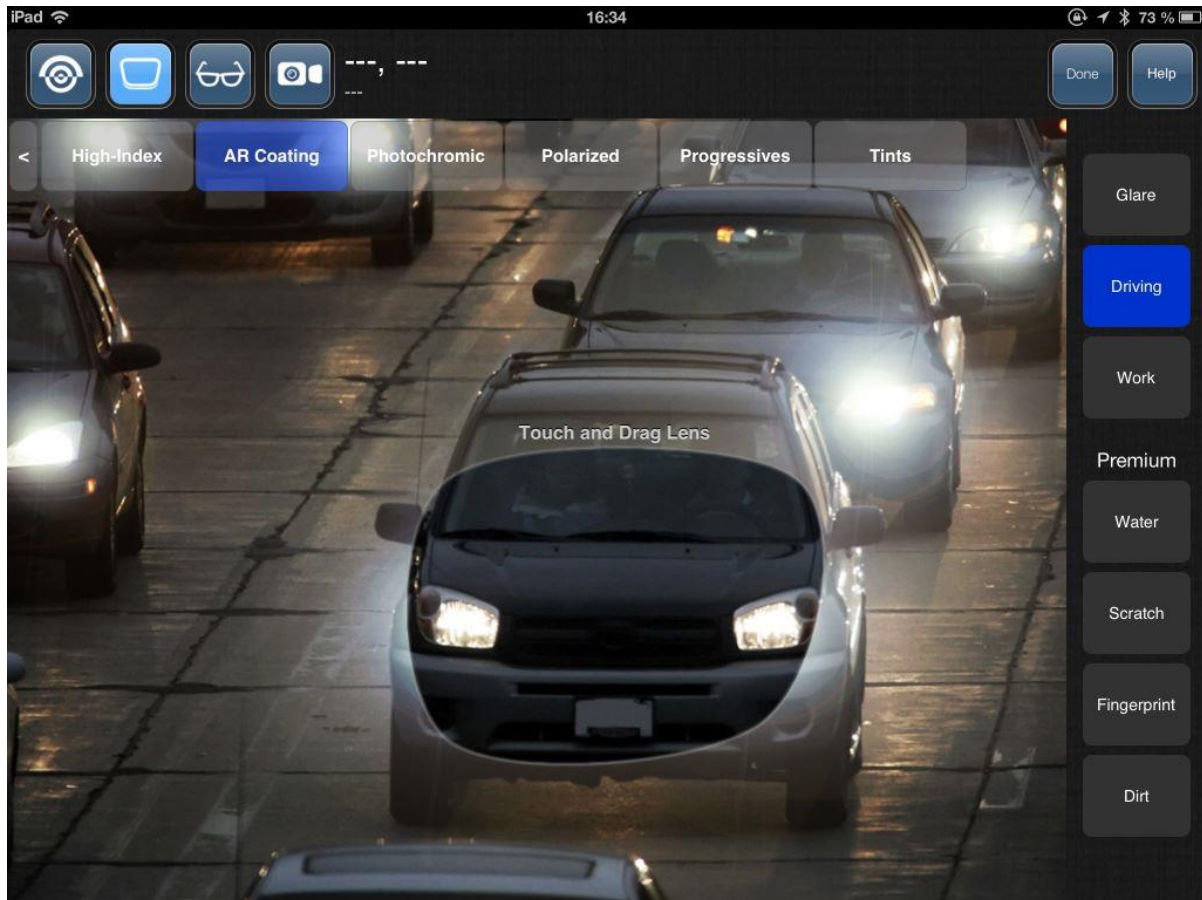 iPad 16:34 73 %
---, ---
---
Done Help
< High-Index AR Coating Photochromic Polarized Progressives Tints
Glare
Driving
Work
Touch and Drag Lens
Premium
Water
Scratch
Fingerprint
Dirt